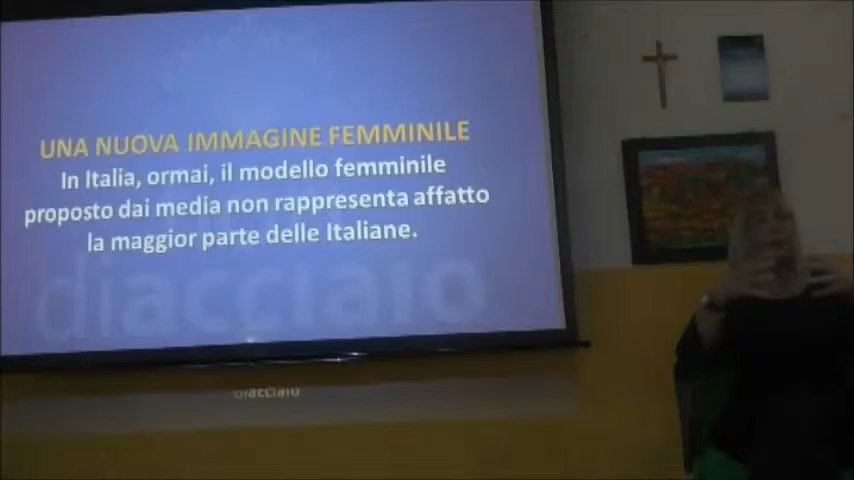 UNA NUOVA IMMAGINE FEMMINILE
In Italia, ormai, il modello femminile
proposto dai media non rappresenta affatto
la maggior parte delle Italiane.
diacciaio
diacciaio